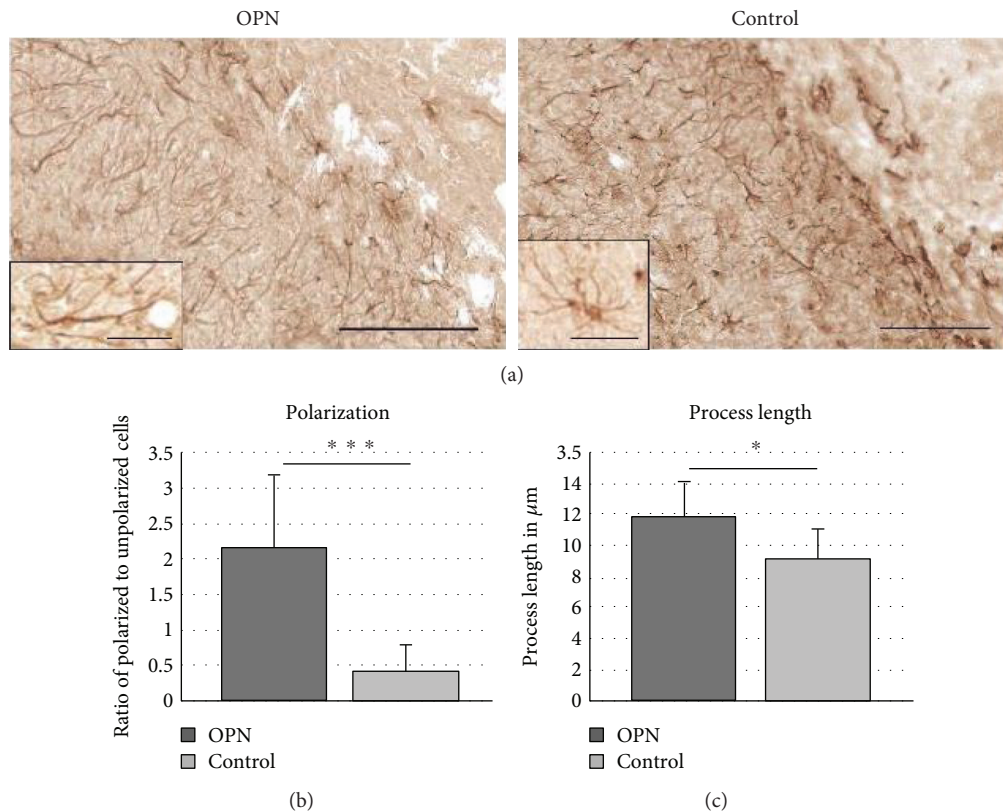 OPN
Control
(a)
Polarization
Ratio of polarized to unpolarized cells
3.5
3
2.5
2
1.5
1
0.5
0
* * *
OPN
Control
(b)
Process length
Process length in μm
3.5
14
12
10
8
6
4
2
0
*
OPN
Control
(c)